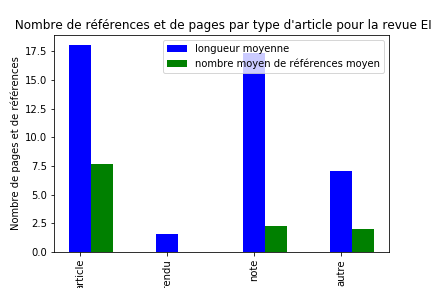 Nombre de références et de pages par type d'article pour la revue EI
longueur moyenne
nombre moyen de références moyen
Nombre de pages et de références
17.5
15.0
12.5
10.0
7.5
5.0
2.5
0.0
article
rendu
note
autre